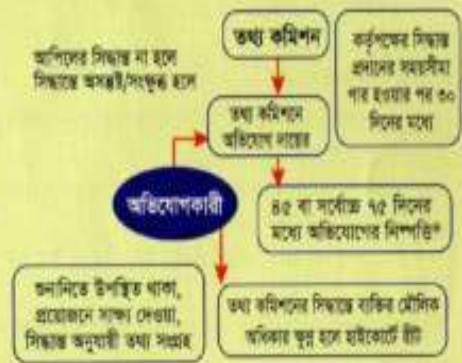 আপিলের সিদ্ধান্ত না হলে
সিদ্ধান্তে অসন্তুষ্ট/সংক্ষুব্ধ হলে
তথ্য কমিশন
কর্তৃপক্ষের সিদ্ধান্ত
প্রদানের সময়সীমা
পার হওয়ার পর ৩০
দিনের মধ্যে
তথ্য কমিশনে
অভিযোগ দায়ের
অভিযোগকারী
৪৫ বা সর্বোচ্চ ৭৫ দিনের
মধ্যে অভিযোগের নিষ্পত্তি*
শুনানিতে উপস্থিত থাকা,
প্রয়োজনে সাক্ষ্য দেওয়া,
সিদ্ধান্ত অনুযায়ী তথ্য সংগ্রহ
তথ্য কমিশনের সিদ্ধান্তে ব্যক্তির মৌলিক
অধিকার ক্ষুণ্ন হলে হাইকোর্টে রীট